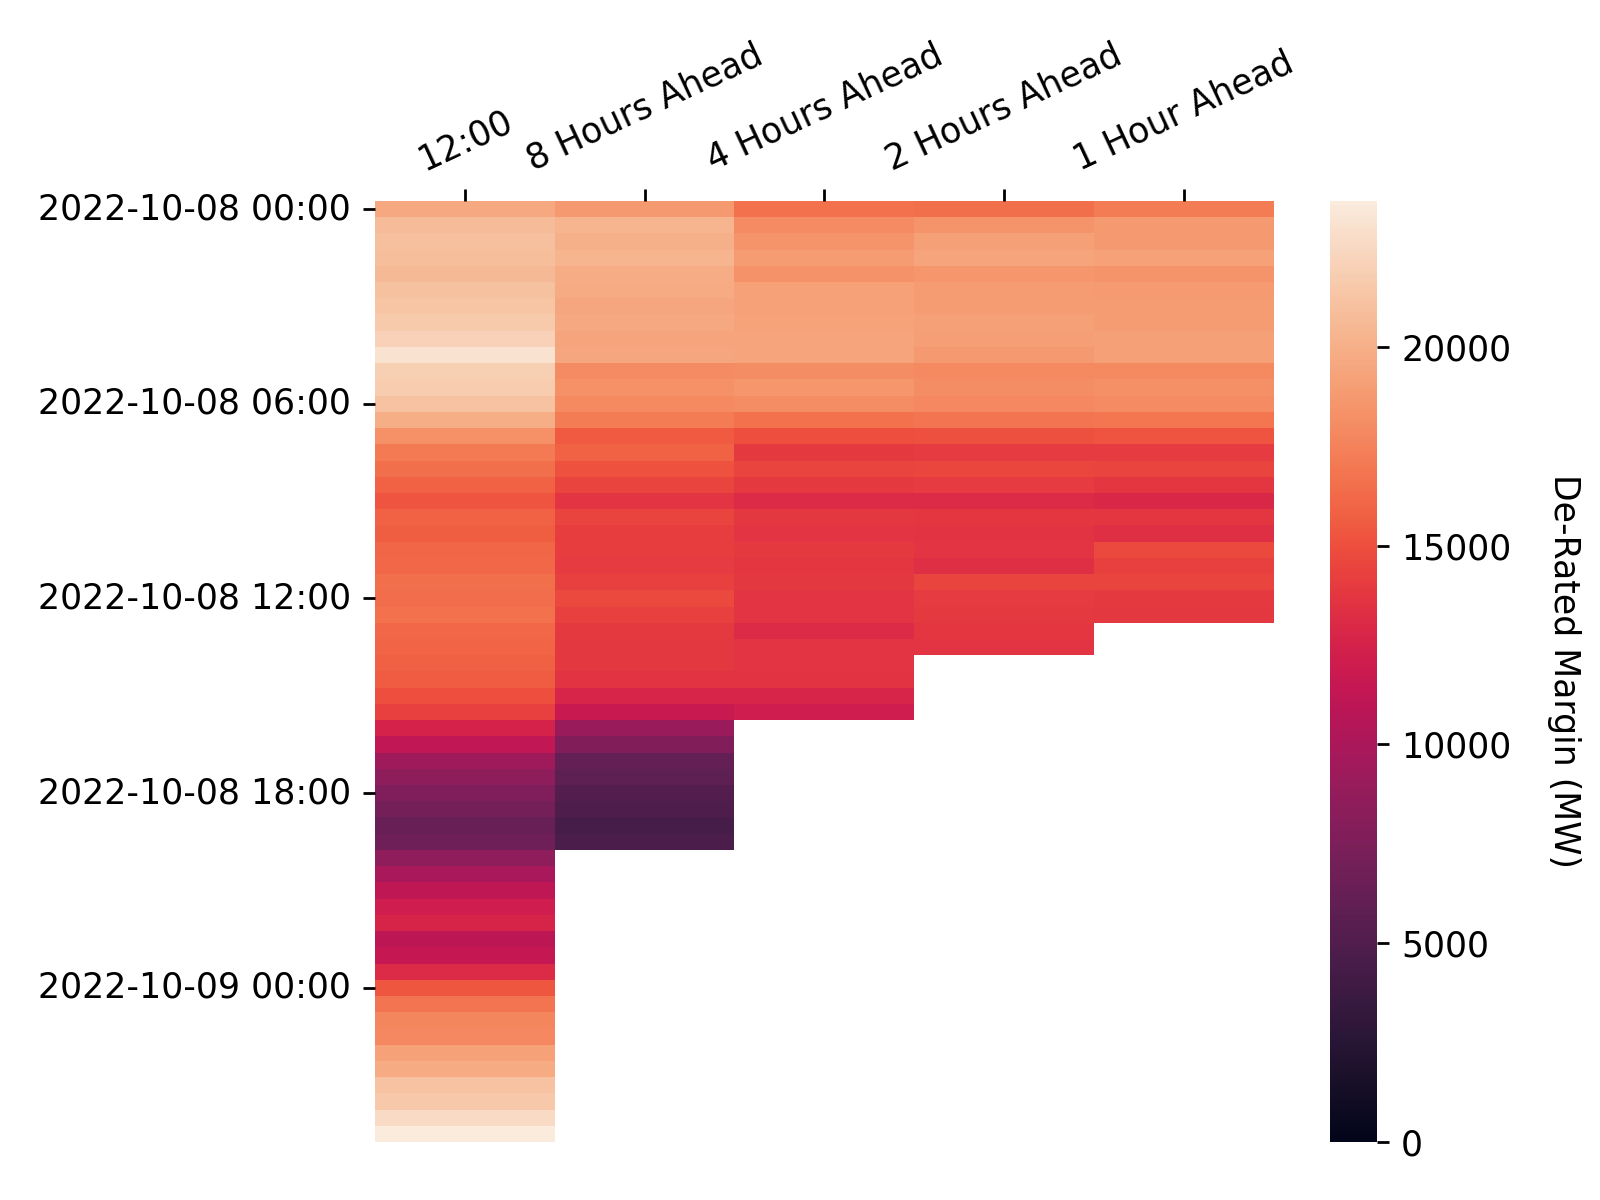 12:00
8 Hours Ahead
4 Hours Ahead
2 Hours Ahead
1 Hour Ahead
2022-10-08 00:00
2022-10-08 06:00
2022-10-08 12:00
2022-10-08 18:00
2022-10-09 00:00
20000
15000
10000
5000
0
De-Rated Margin (MW)